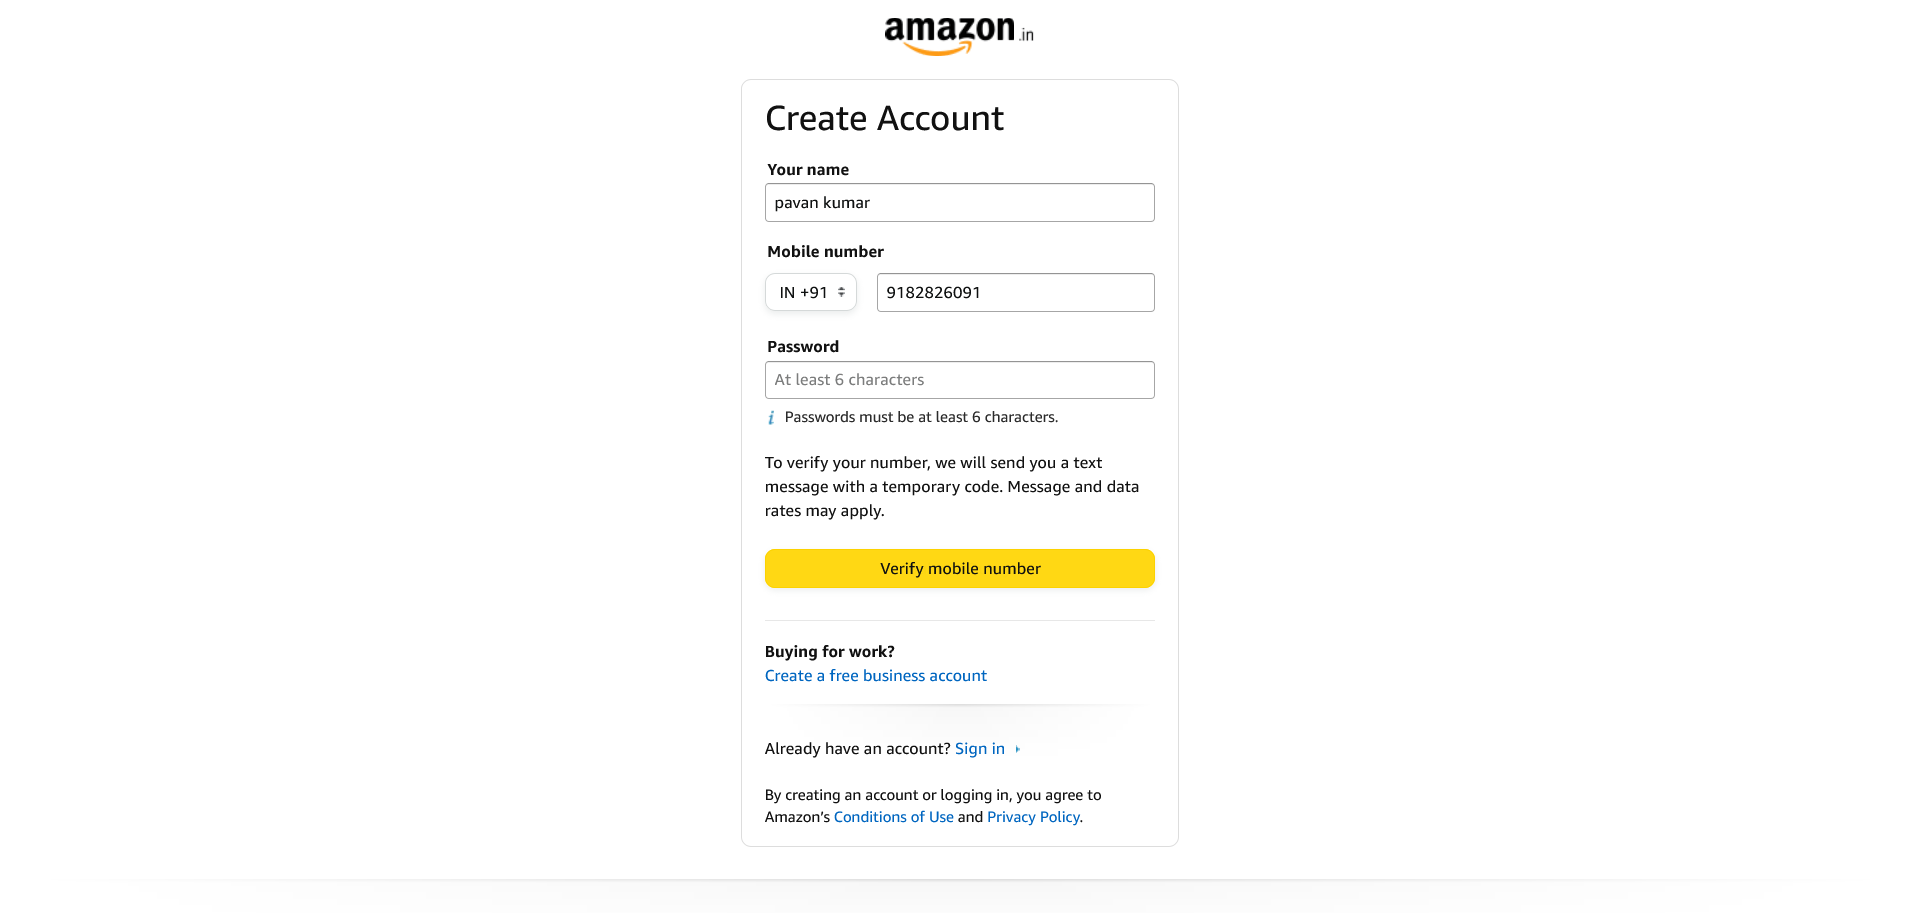 amazon.in
Create Account
Your name
pavan kumar
Mobile number
IN +91
9182826091
Password
At least 6 characters
i Passwords must be at least 6 characters.
To verify your number, we will send you a text
message with a temporary code. Message and data
rates may apply.
Verify mobile number
Buying for work?
Create a free business account
Already have an account? Sign in
By creating an account or logging in, you agree to
Amazon’s Conditions of Use and Privacy Policy.